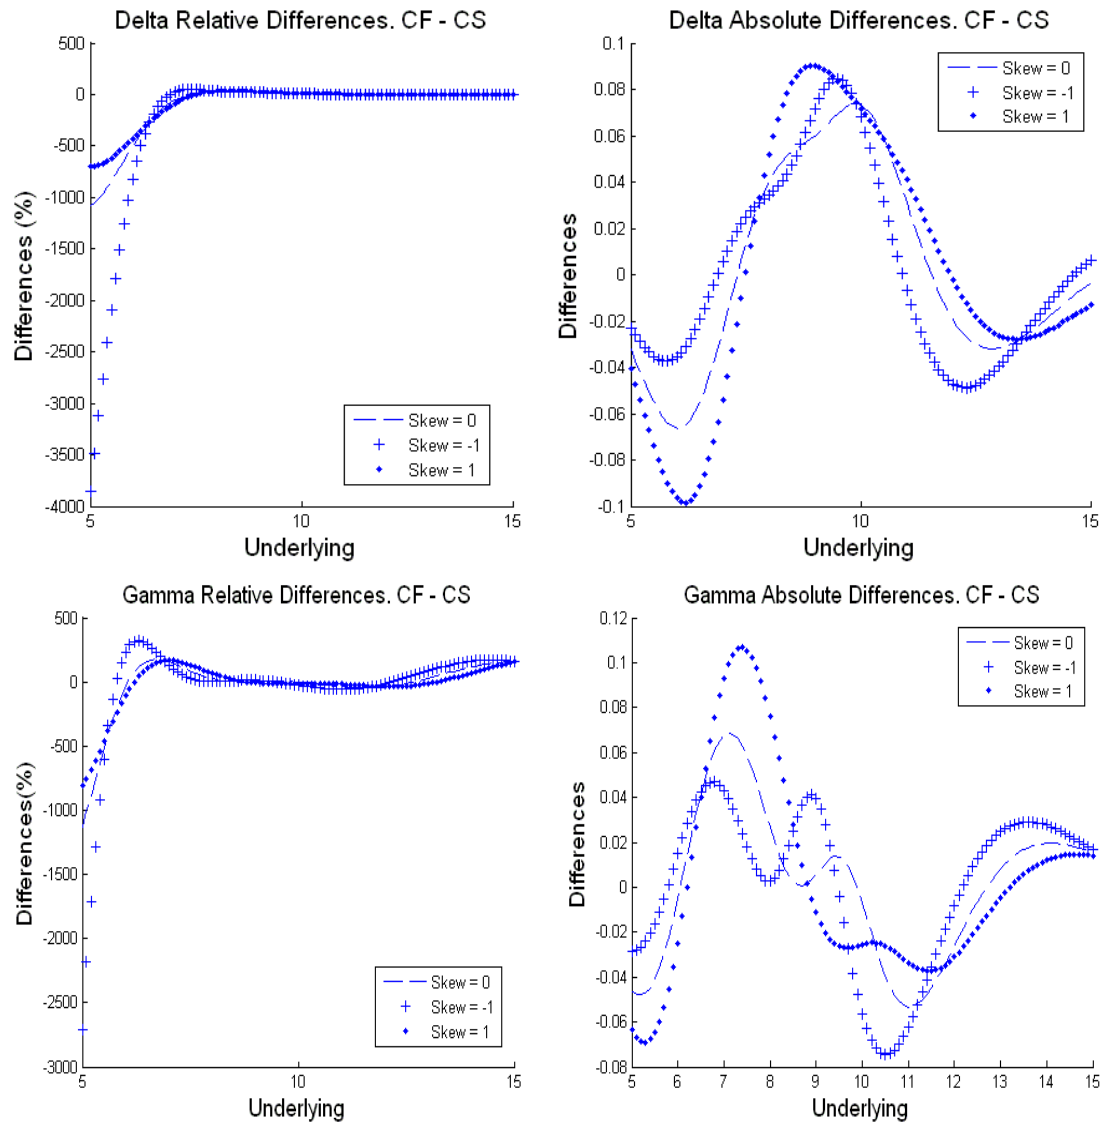 Delta Relative Differences. CF - CS
500
0
-500
-1000
-1500
-2000
-2500
-3000
-3500
-4000
5
10
15
Differences (%)
Underlying
Skew = 0
Skew = -1
Skew = 1
Delta Absolute Differences. CF - CS
0.1
0.08
0.06
0.04
0.02
0
-0.02
-0.04
-0.06
-0.08
-0.1
5
10
15
Differences
Underlying
Skew = 0
Skew = -1
Skew = 1
Gamma Relative Differences. CF - CS
500
0
500
-1000
-1500
-2000
-2500
-3000
5
10
15
Differences(%)
Underlying
Skew = 0
Skew = -1
Skew = 1
Gamma Absolute Differences. CF - CS
0.12
0.1
0.08
0.06
0.04
0.02
0
-0.02
-0.04
-0.06
-0.08
5
6
7
8
9
10
11
12
13
14
15
Differences
Underlying
Skew = 0
Skew = -1
Skew = 1